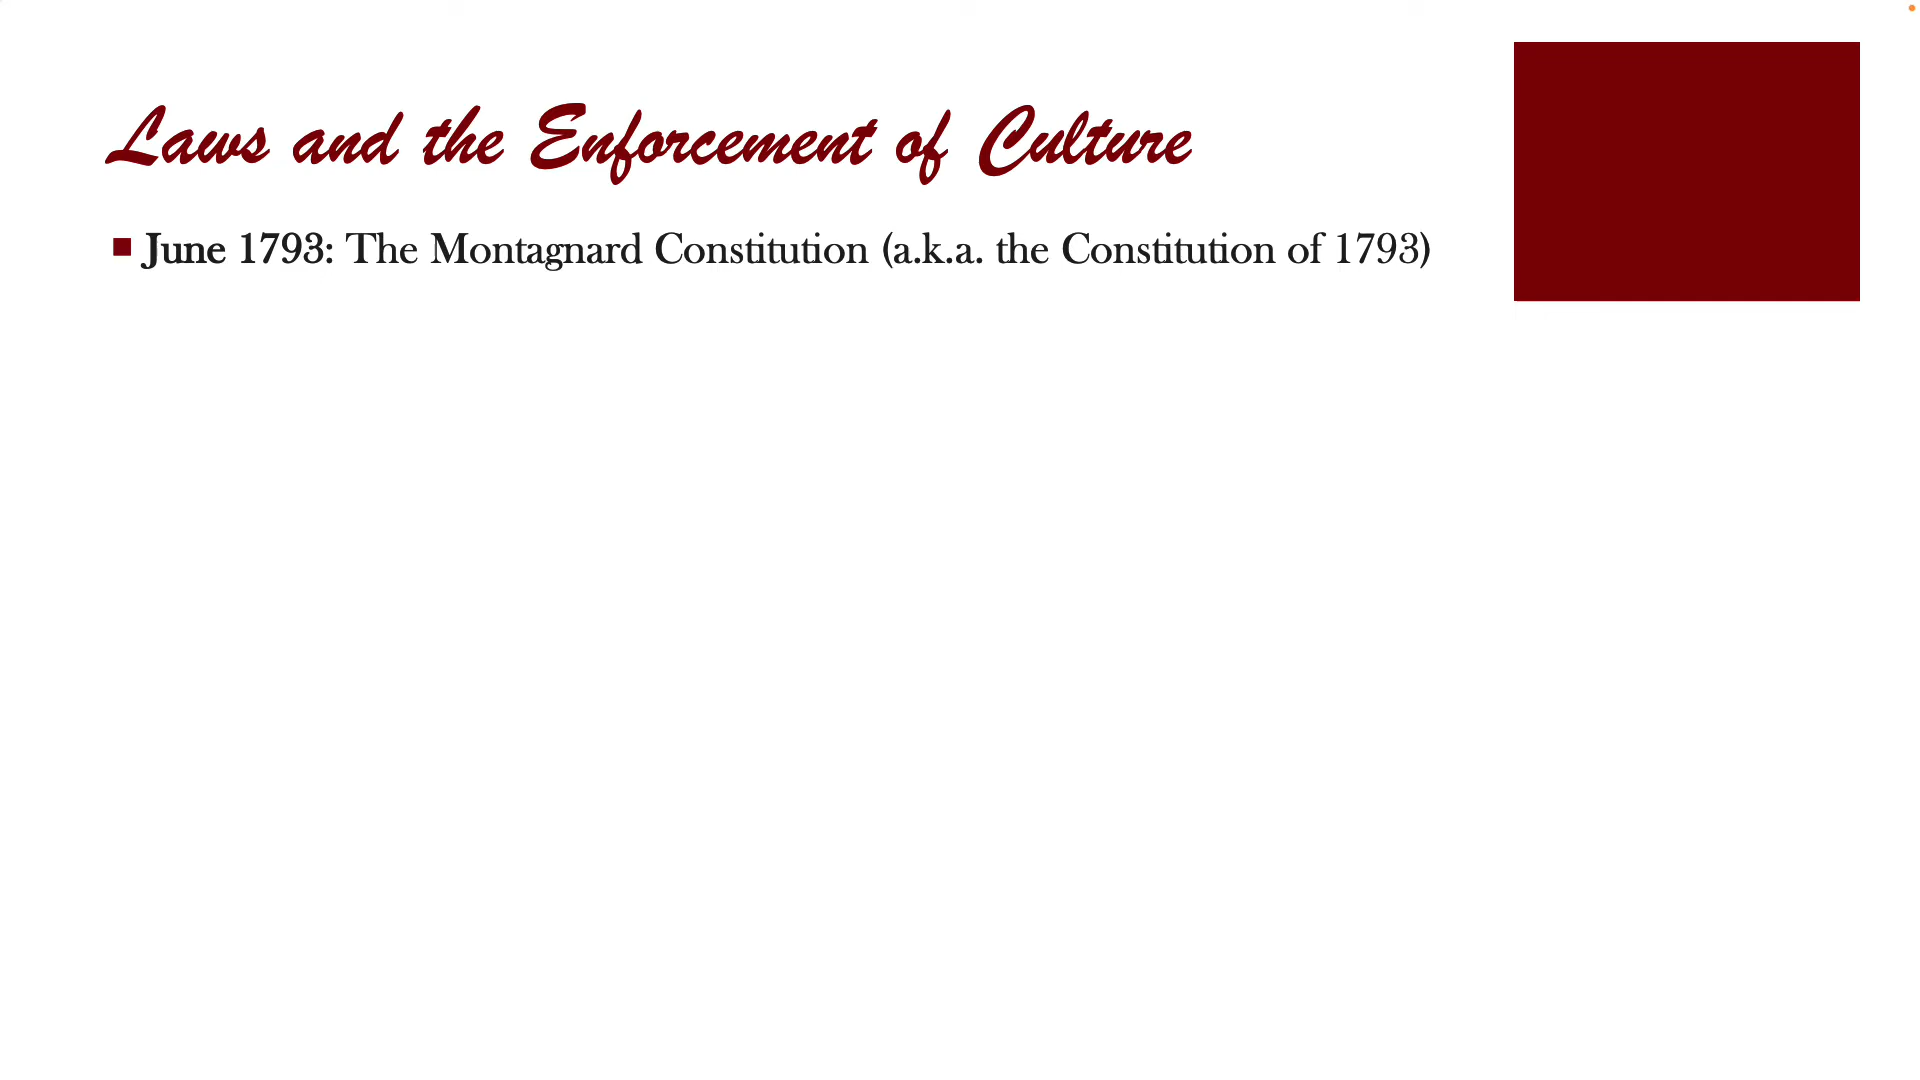 Laws and the Enforcement of Culture
June 1793: The Montagnard Constitution (a.k.a. the Constitution of 1793)